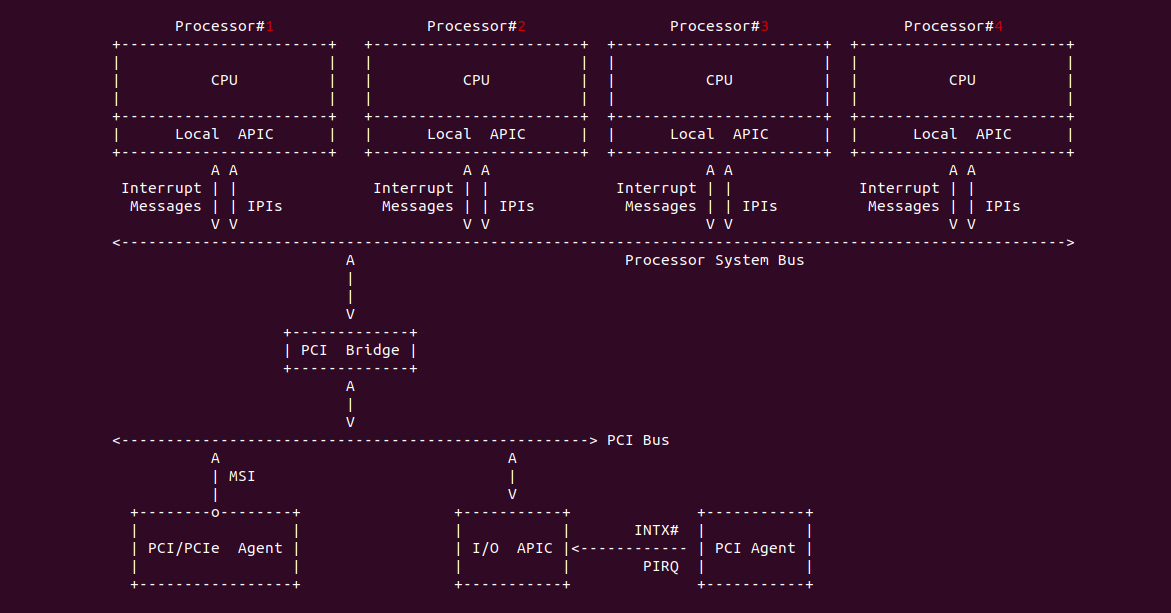 Processor#1 Processor#2 Processor#3 Processor#4
+-----------------------+ +-----------------------+ +-----------------------+ +-----------------------+
| | | | | | | |
| CPU | | CPU | | CPU | | CPU |
| | | | | | | |
+-----------------------+ +-----------------------+ +-----------------------+ +-----------------------+
| Local APIC | | Local APIC | | Local APIC | | Local APIC |
+-----------------------+ +-----------------------+ +-----------------------+ +-----------------------+
A A A A A A A A
Interrupt | | Interrupt | | Interrupt | | Interrupt | |
Messages | | IPIs Messages | | IPIs Messages | | IPIs Messages | | IPIs
V V V V V V V V
<--------------------------------------------------------------------------------------------------------->
A Processor System Bus
|
|
V
+-------------+
| PCI Bridge |
+-------------+
A
|
V
<----------------------------------------------------> PCI Bus
A A
| MSI |
| V
+--------o--------+ +-----------+ +-----------+
| | | | INTX# | |
| PCI/PCIe Agent | | I/O APIC |<------------ | PCI Agent |
| | | | PIRQ | |
+-----------------+ +-----------+ +-----------+